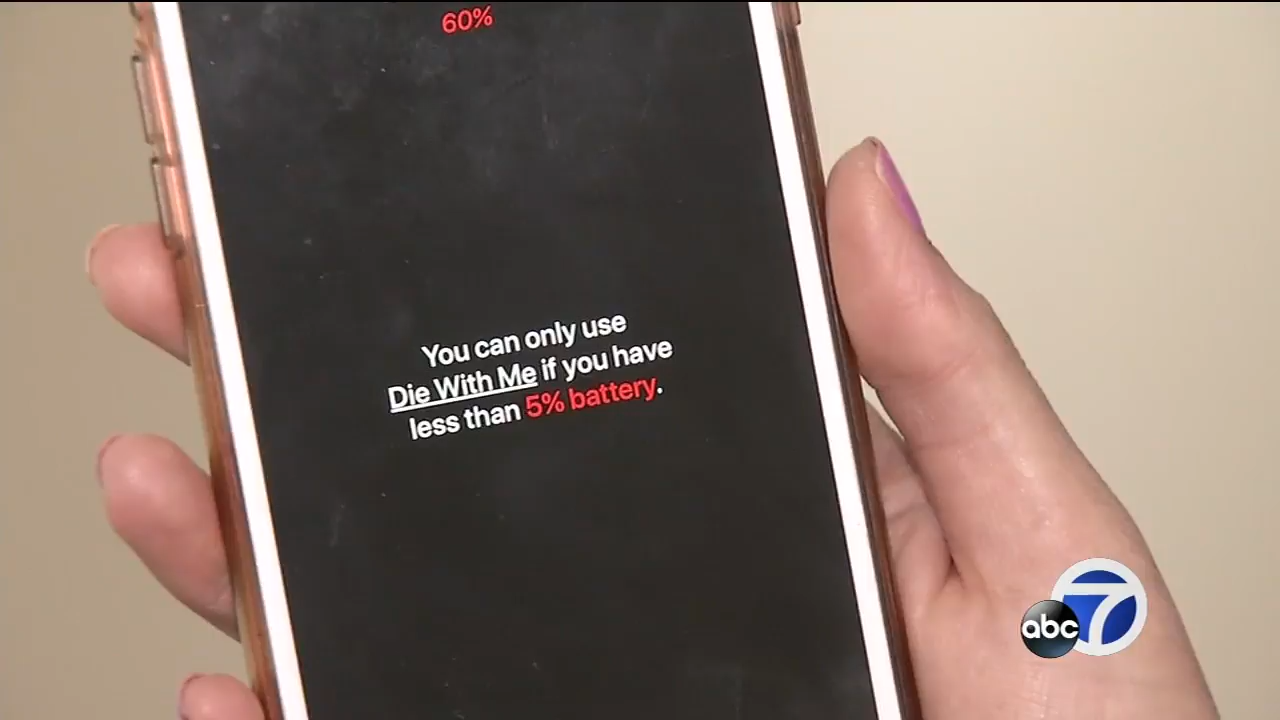 60%
You can only use
Die With Me if you have
less than 5% battery.
abc 7